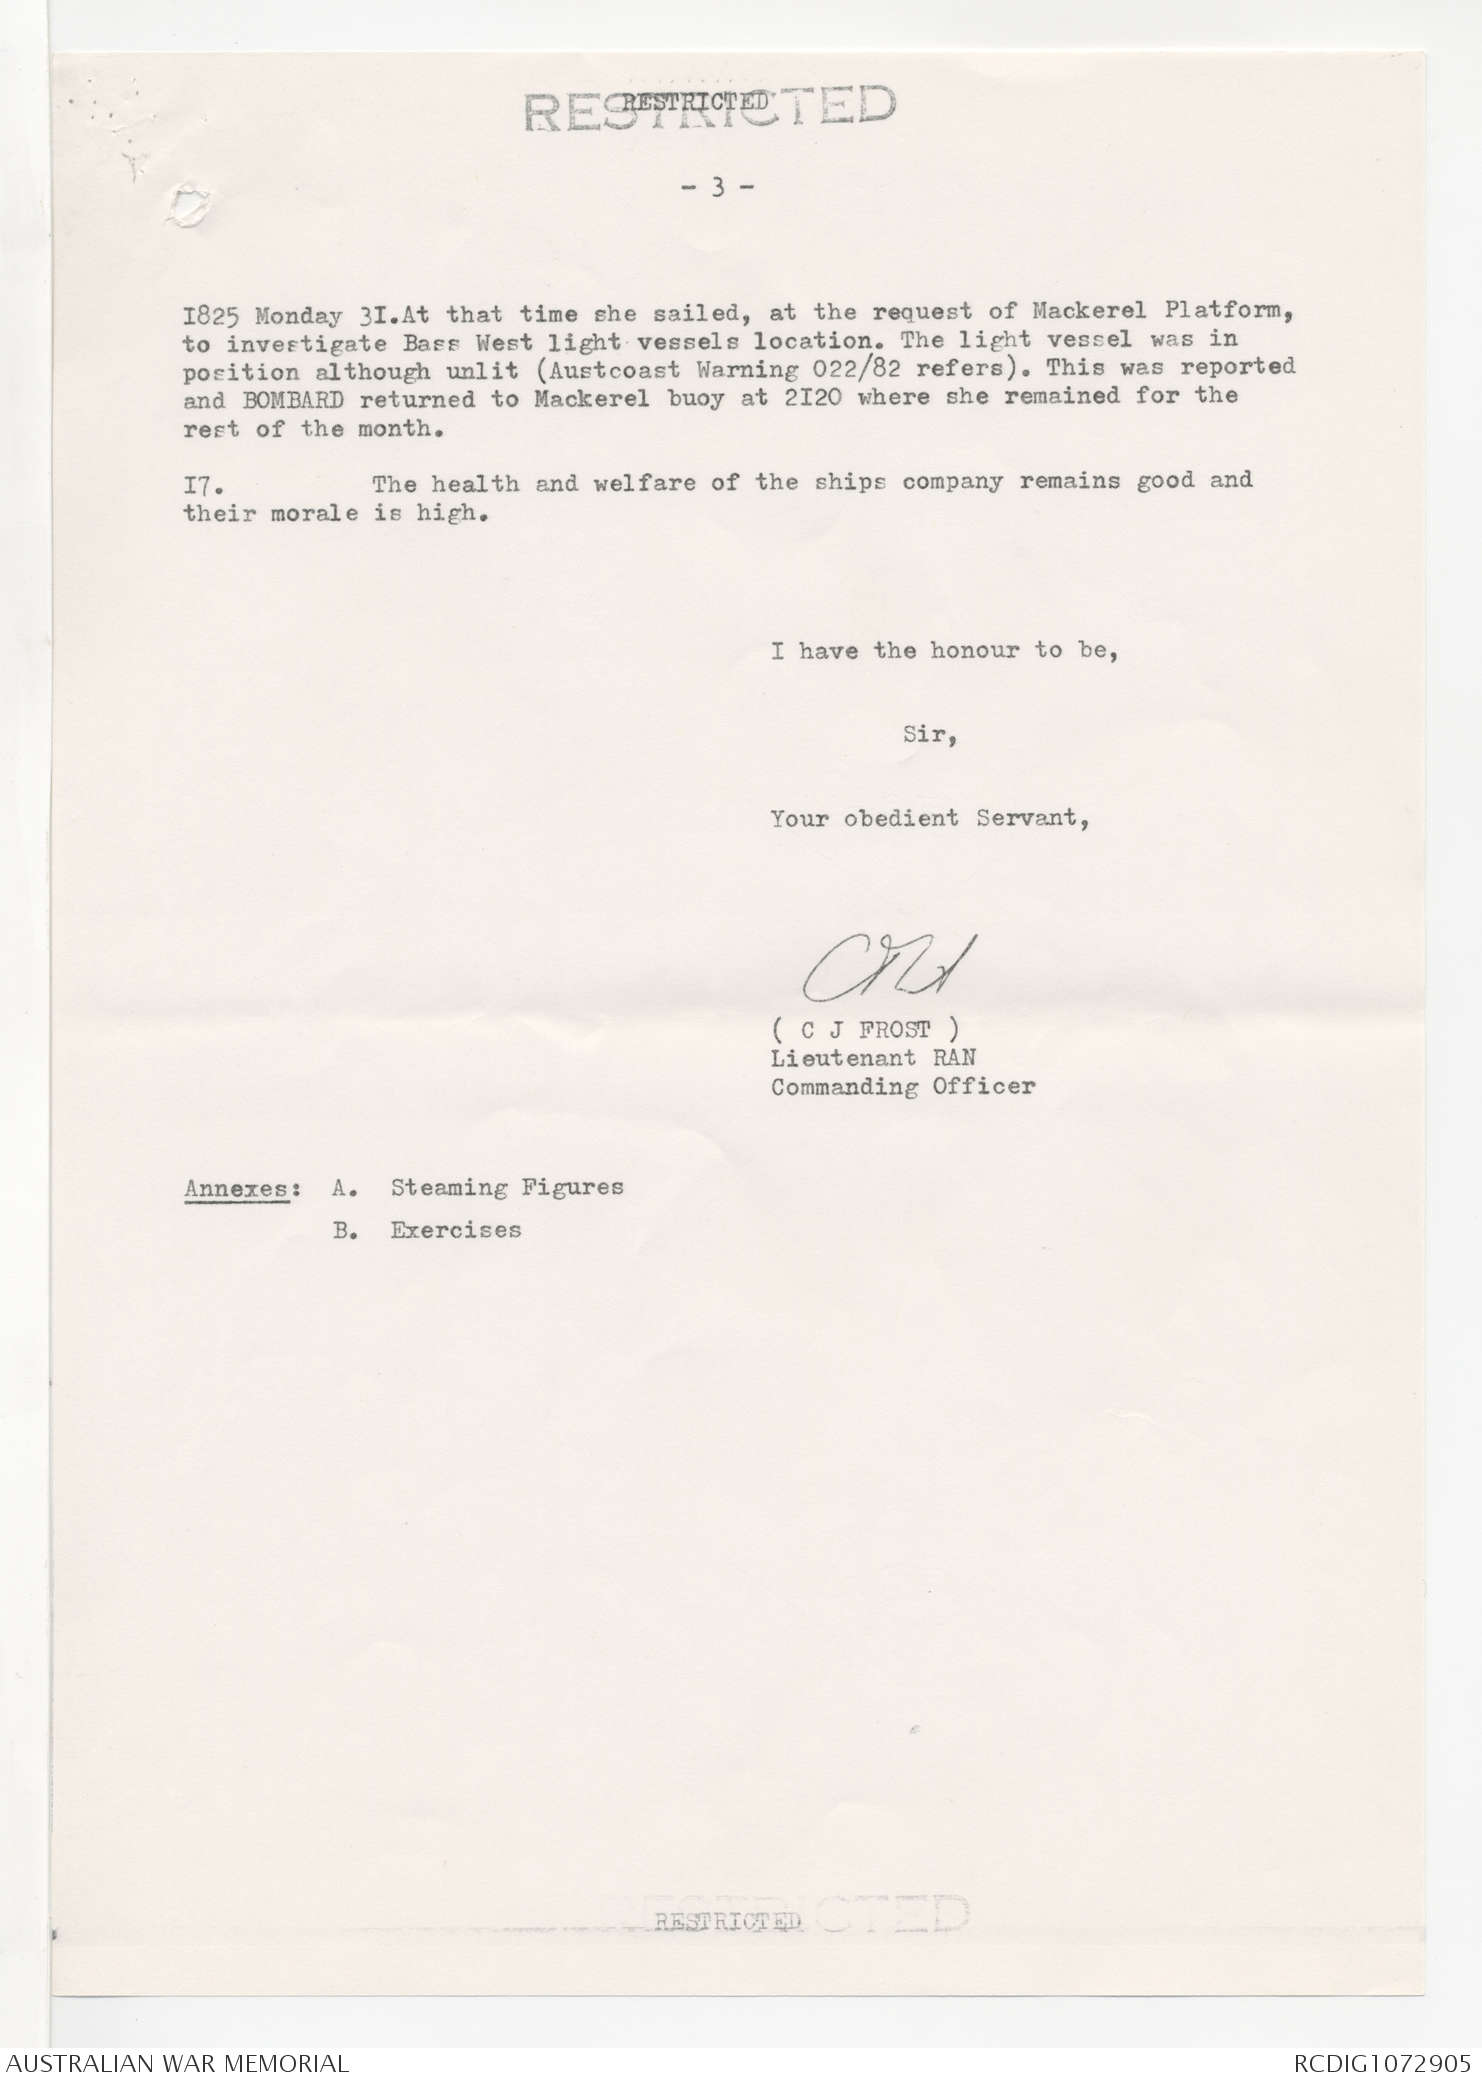 RESTRICTED
RESTRICTED
- 3 -
I825 Monday 3I.At that time she sailed, at the request of Mackerel Platform,
to investigate Bass West light vessels location. The light vessel was in
position although unlit (Austcoast Warning 022/82 refers). This was reported
and BOMBARD returned to Mackerel buoy at 2I20 where she remained for the
rest of the month.
I7. The health and welfare of the ships company remains good and
their morale is high.
I have the honour to be,
Sir,
Your obedient Servant,
( C J FROST )
Lieutenant RAN
Commanding Officer
Annexes: A. Steaming Figures
B. Exercises
RESTRICTED
RESTRICTED
AUSTRALIAN WAR MEMORIAL RCDIG1072905